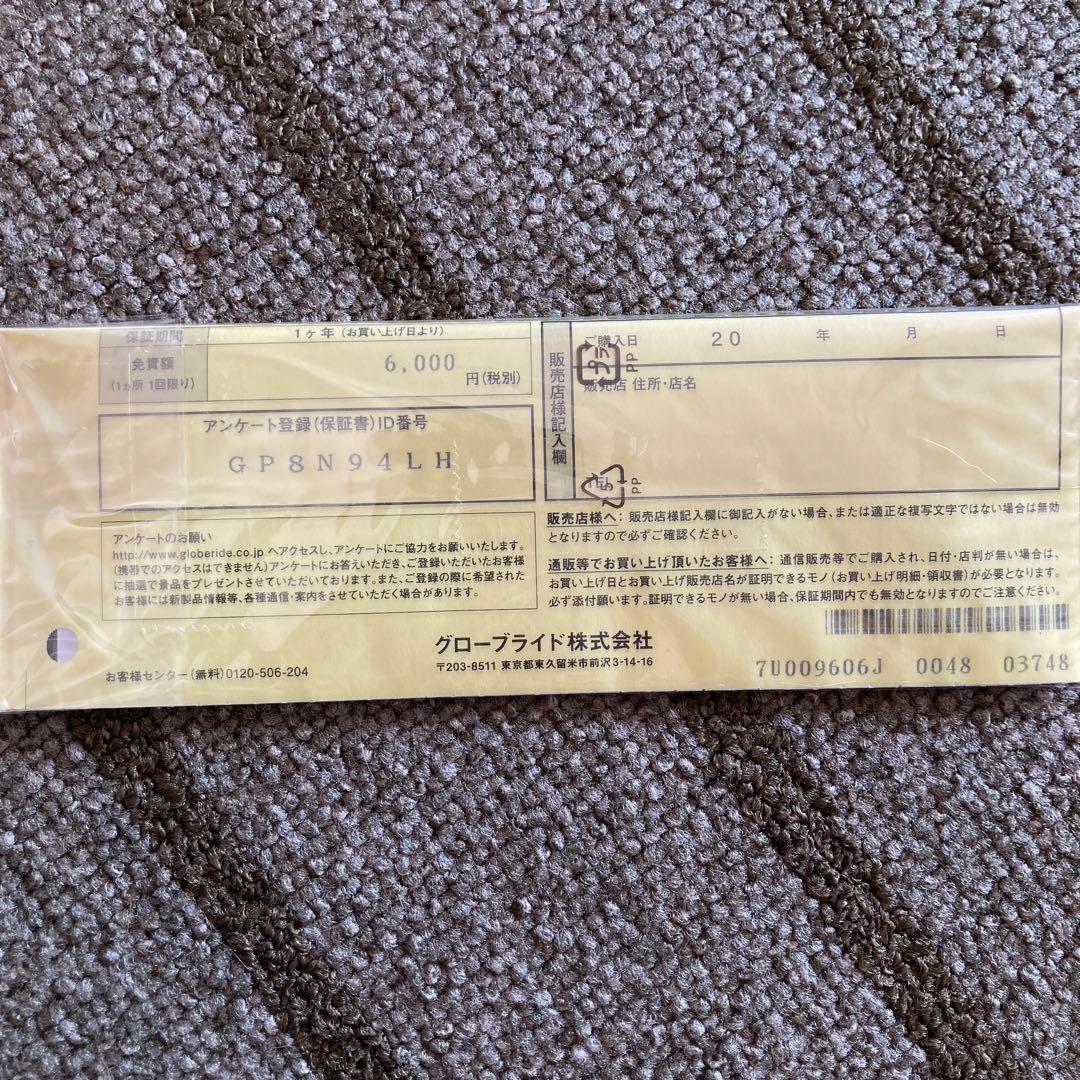 保証期間
1ヶ年(お買い上げ日より)
免責額
(1ヵ所 1回限り)
6,000
円(税別)
アンケート登録(保証書)ID番号
GP8N94LH
アンケートのお願い
http://www.globeride.co.jp へアクセスし、アンケートにご協力をお願いいたします。
(携帯でのアクセスはできません)アンケートにお答えいただき、ご登録いただいたお客様
に抽選で景品をプレゼントさせていただいております。また、ご登録の際に希望された
お客様には新製品情報等、各種通信・案内をさせていただく場合があります。
販売店様記入欄
ご購入日 20 年 月 日
販売店 住所・店名
プラ
PP
PP
販売店様へ: 販売店様記入欄に御記入がない場合、または適正な複写文字ではない場合は無効
となりますので必ずご確認ください。
通販等でお買い上げ頂いたお客様へ: 通信販売等でご購入され、日付・店判が無い場合は、
お買い上げ日とお買い上げ販売店名が証明できるモノ(お買い上げ明細・領収書)が必要となります。
必ず添付願います。証明できるモノが無い場合、保証期間内でも無効となりますのでご注意ください。
グローブライド株式会社
〒203-8511 東京都東久留米市前沢3-14-16
お客様センター(無料)0120-506-204
7U009606J 0048 03748